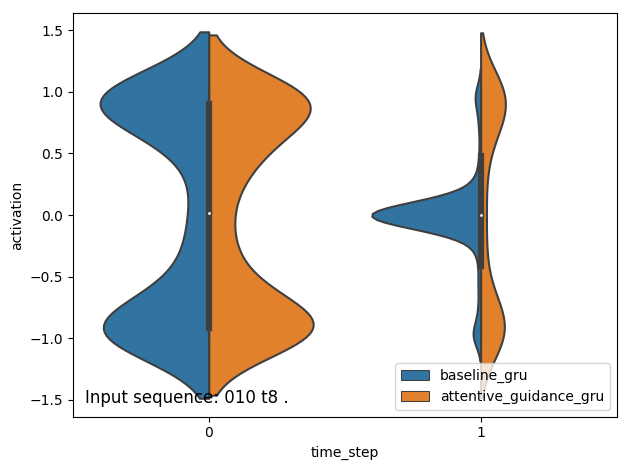 1.5
1.0
0.5
0.0
−0.5
−1.0
−1.5
activation
Input sequence: 010 t8 .
baseline_gru
attentive_guidance_gru
0
1
time_step